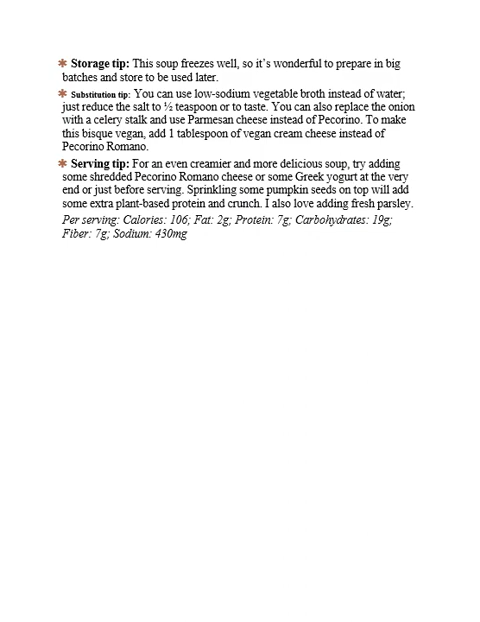 ✱ Storage tip: This soup freezes well, so it's wonderful to prepare in big
batches and store to be used later.
✱ Substitution tip: You can use low-sodium vegetable broth instead of water;
just reduce the salt to ½ teaspoon or to taste. You can also replace the onion
with a celery stalk and use Parmesan cheese instead of Pecorino. To make
this bisque vegan, add 1 tablespoon of vegan cream cheese instead of
Pecorino Romano.
✱ Serving tip: For an even creamier and more delicious soup, try adding
some shredded Pecorino Romano cheese or some Greek yogurt at the very
end or just before serving. Sprinkling some pumpkin seeds on top will add
some extra plant-based protein and crunch. I also love adding fresh parsley.
Per serving: Calories: 106; Fat: 2g; Protein: 7g; Carbohydrates: 19g;
Fiber: 7g; Sodium: 430mg